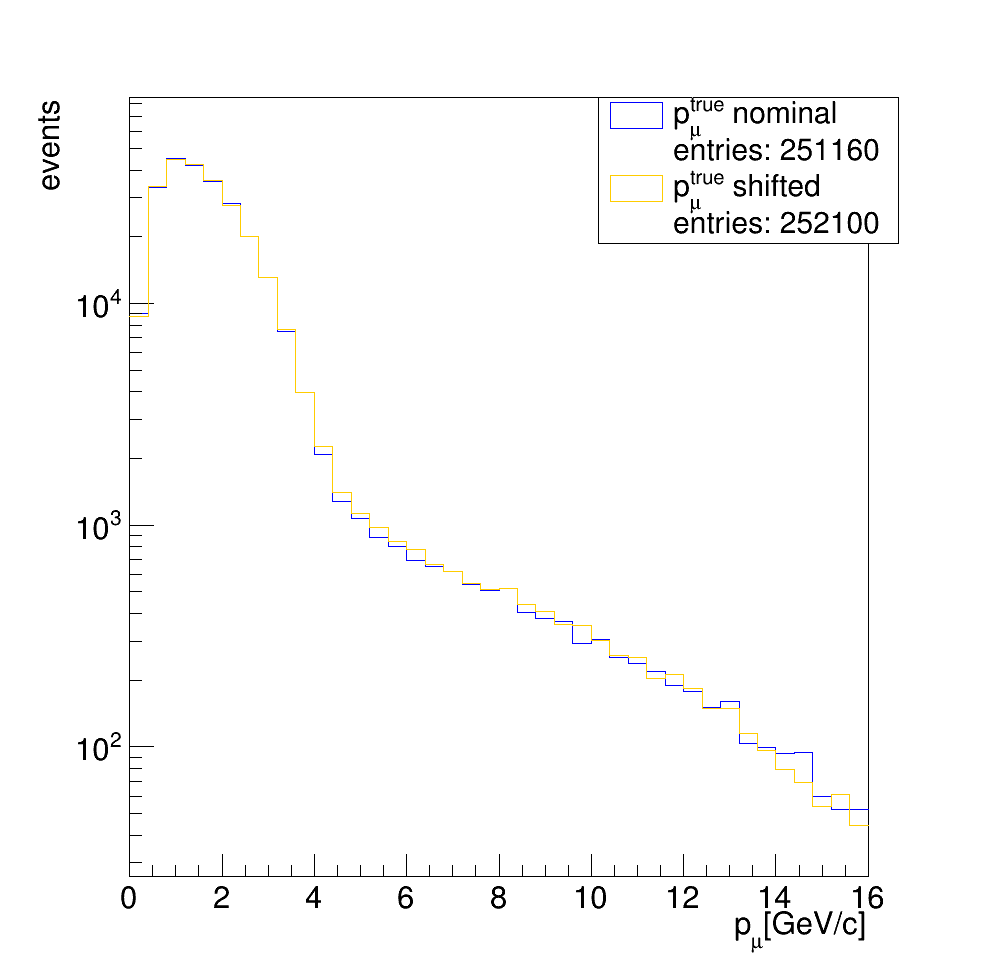 events
p_μ^true nominal
entries: 251160
p_μ^true shifted
entries: 252100
10^4
10^3
10^2
0 2 4 6 8 10 12 14 16
p_μ[GeV/c]